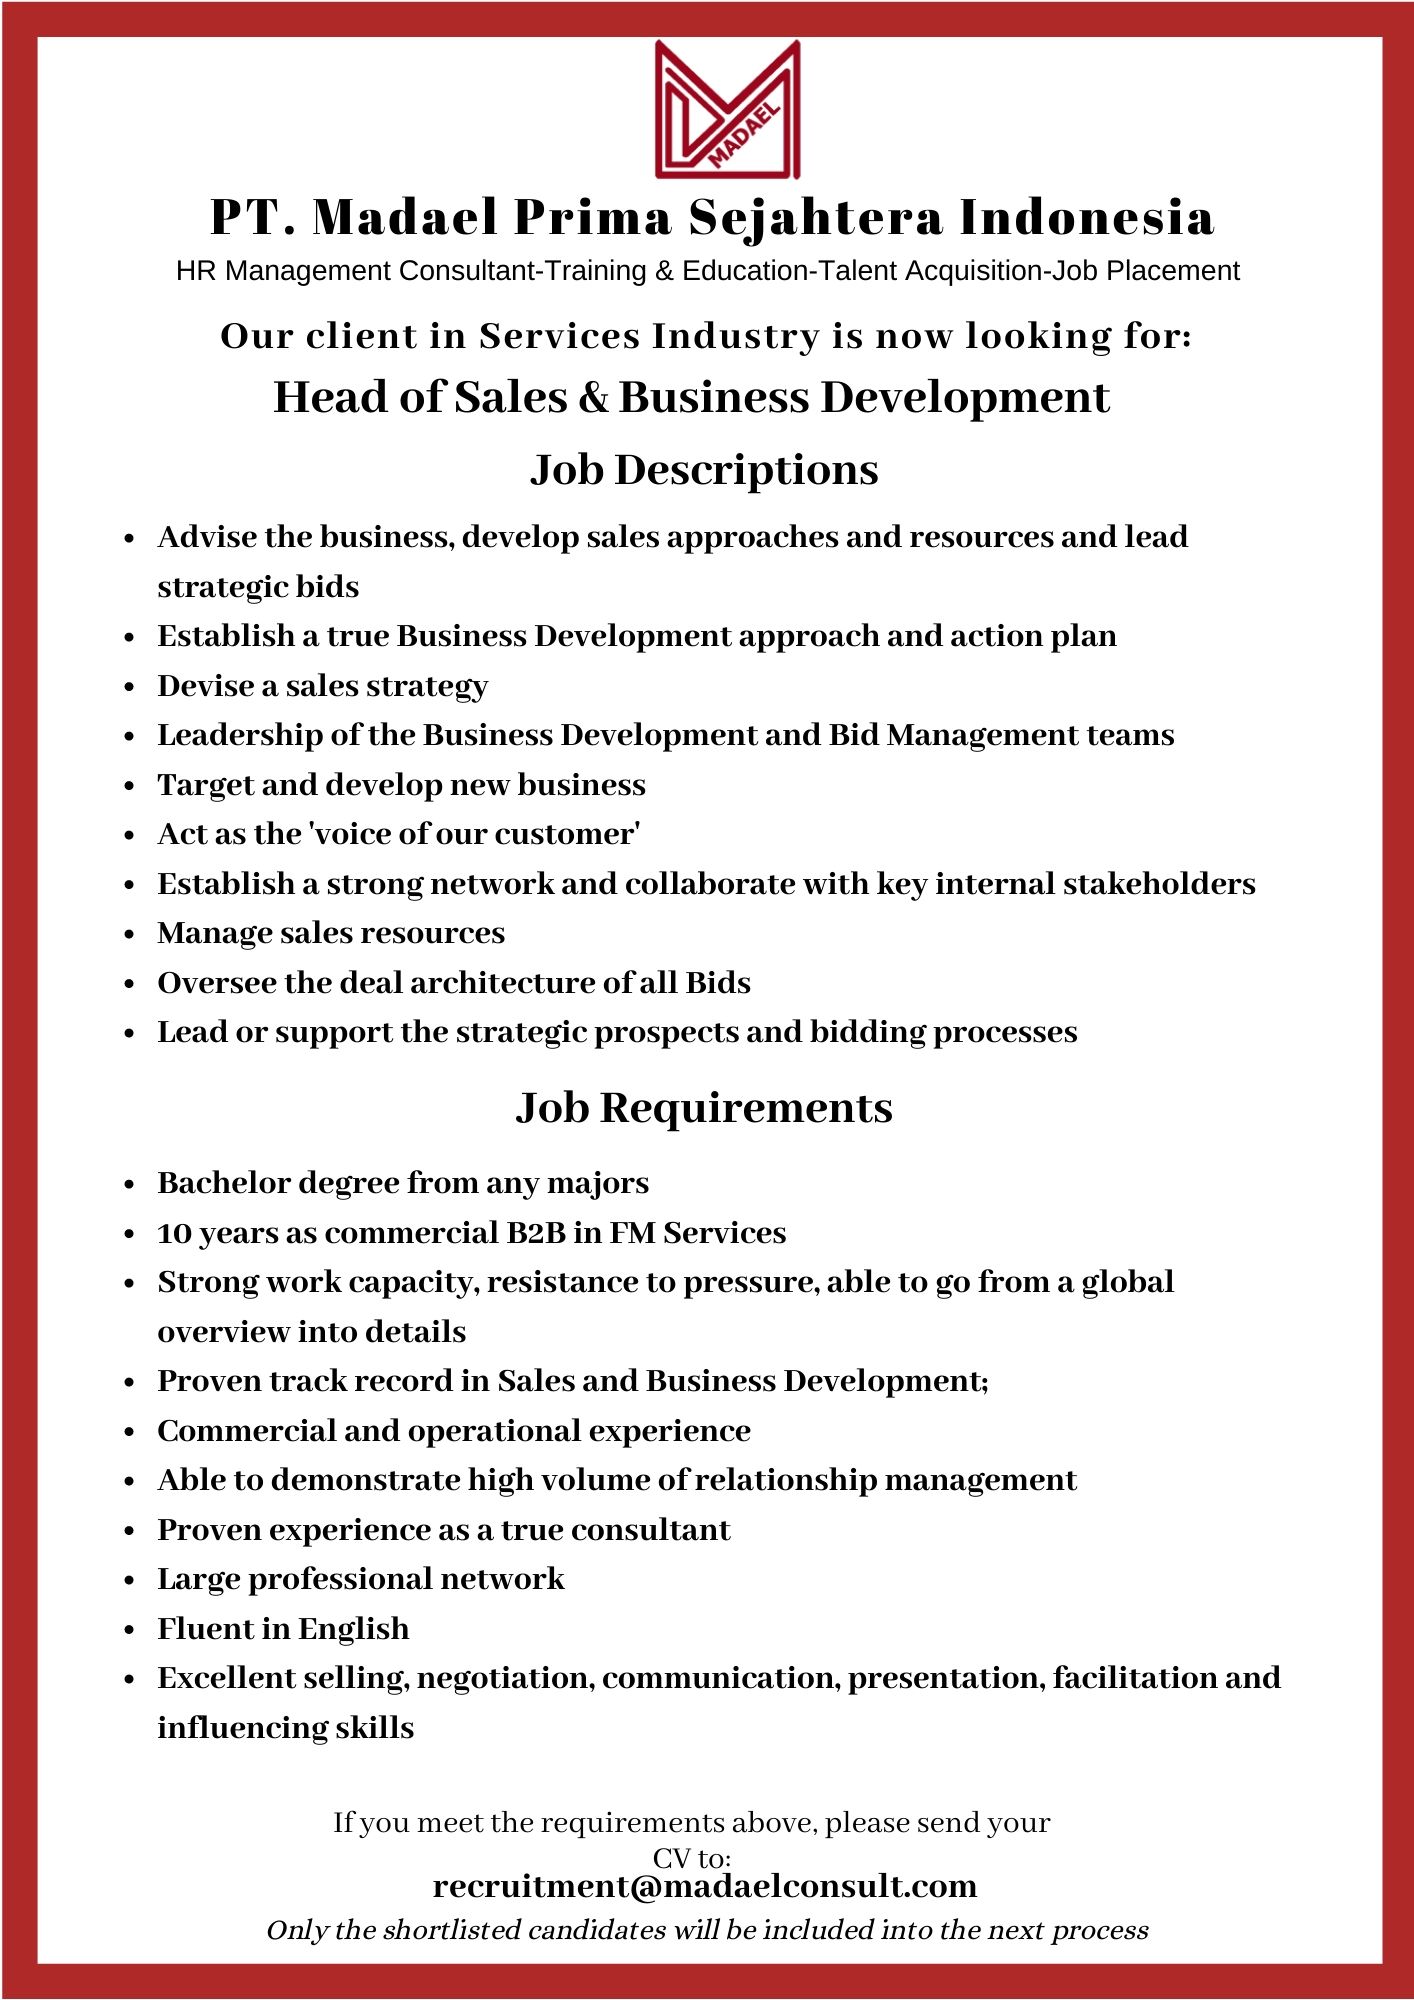 MADAEL
PT. Madael Prima Sejahtera Indonesia
HR Management Consultant-Training & Education-Talent Acquisition-Job Placement
Our client in Services Industry is now looking for:
Head of Sales & Business Development
Job Descriptions
• Advise the business, develop sales approaches and resources and lead
strategic bids
• Establish a true Business Development approach and action plan
• Devise a sales strategy
• Leadership of the Business Development and Bid Management teams
• Target and develop new business
• Act as the 'voice of our customer'
• Establish a strong network and collaborate with key internal stakeholders
• Manage sales resources
• Oversee the deal architecture of all Bids
• Lead or support the strategic prospects and bidding processes
Job Requirements
• Bachelor degree from any majors
• 10 years as commercial B2B in FM Services
• Strong work capacity, resistance to pressure, able to go from a global
overview into details
• Proven track record in Sales and Business Development;
• Commercial and operational experience
• Able to demonstrate high volume of relationship management
• Proven experience as a true consultant
• Large professional network
• Fluent in English
• Excellent selling, negotiation, communication, presentation, facilitation and
influencing skills
If you meet the requirements above, please send your
CV to:
recruitment@madaelconsult.com
Only the shortlisted candidates will be included into the next process